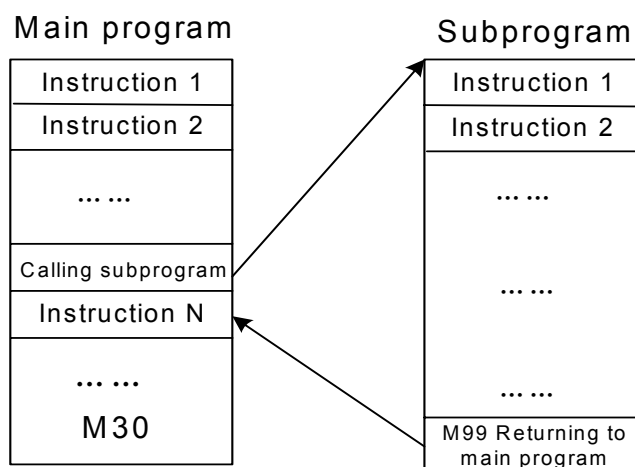 Main program
Instruction 1
Instruction 2
... ...
Calling subprogram
Instruction N
... ...
M30
Subprogram
Instruction 1
Instruction 2
... ...
... ...
... ...
M99 Returning to
main program